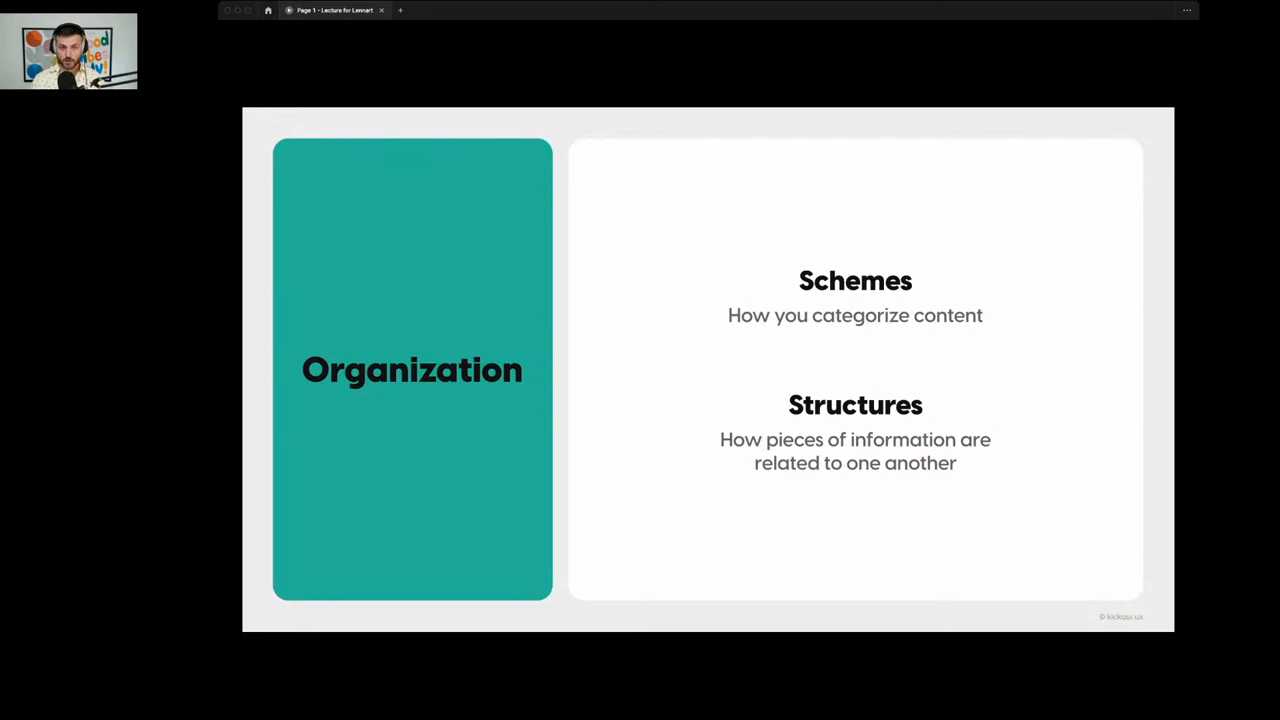 Page 1 - Lecture for Lennart
Organization
Schemes
How you categorize content
Structures
How pieces of information are
related to one another
© kickass ux